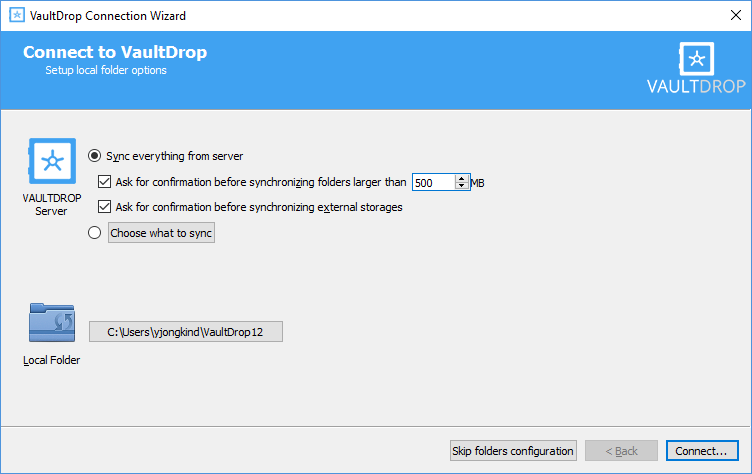 VaultDrop Connection Wizard
Connect to VaultDrop
Setup local folder options
VAULTDROP
VAULTDROP
Server
Sync everything from server
Ask for confirmation before synchronizing folders larger than 500 MB
Ask for confirmation before synchronizing external storages
Choose what to sync
Local Folder
C:\Users\yjongkind\VaultDrop12
Skip folders configuration
< Back
Connect...